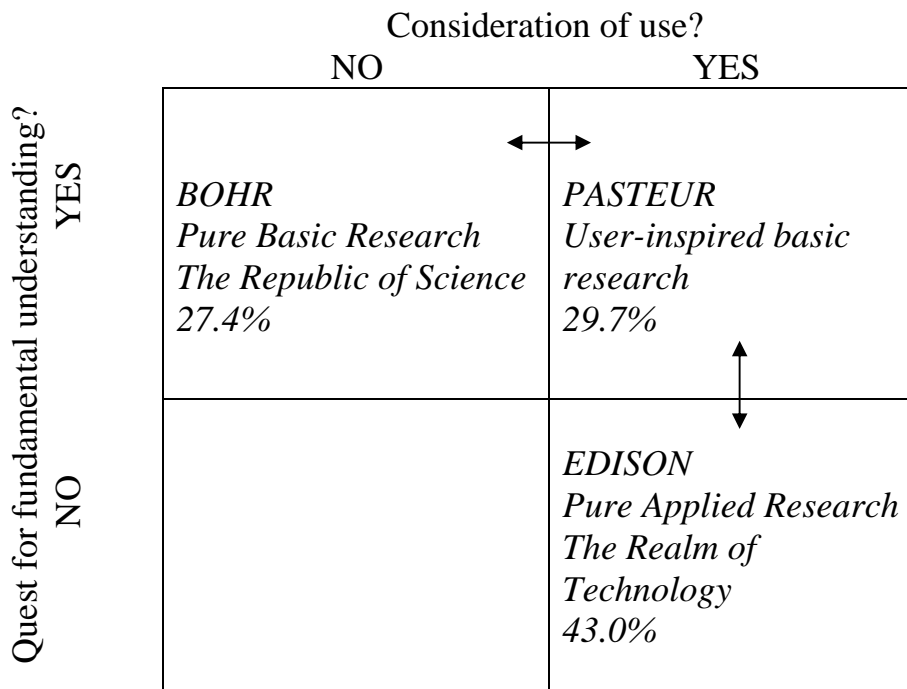 Consideration of use?
NO YES
Quest for fundamental understanding?
YES
NO
BOHR
Pure Basic Research
The Republic of Science
27.4%
PASTEUR
User-inspired basic
research
29.7%
EDISON
Pure Applied Research
The Realm of
Technology
43.0%